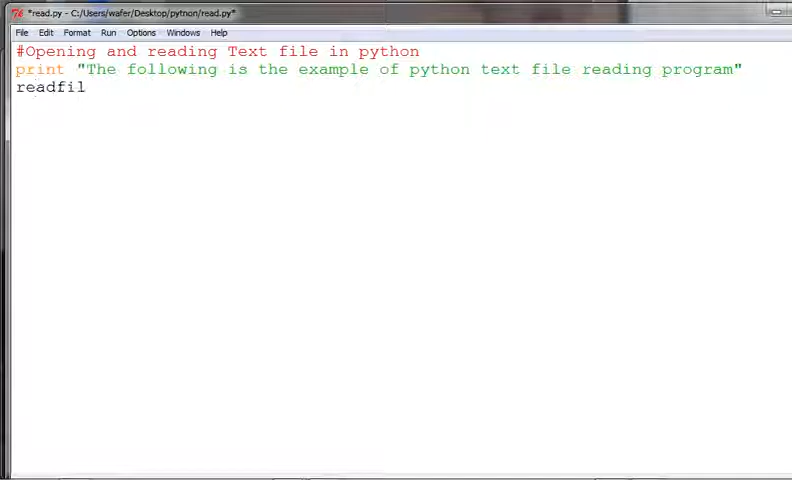 *read.py - C:/Users/wafer/Desktop/pytnon/read.py*
File Edit Format Run Options Windows Help
#Opening and reading Text file in python
print "The following is the example of python text file reading program"
readfil